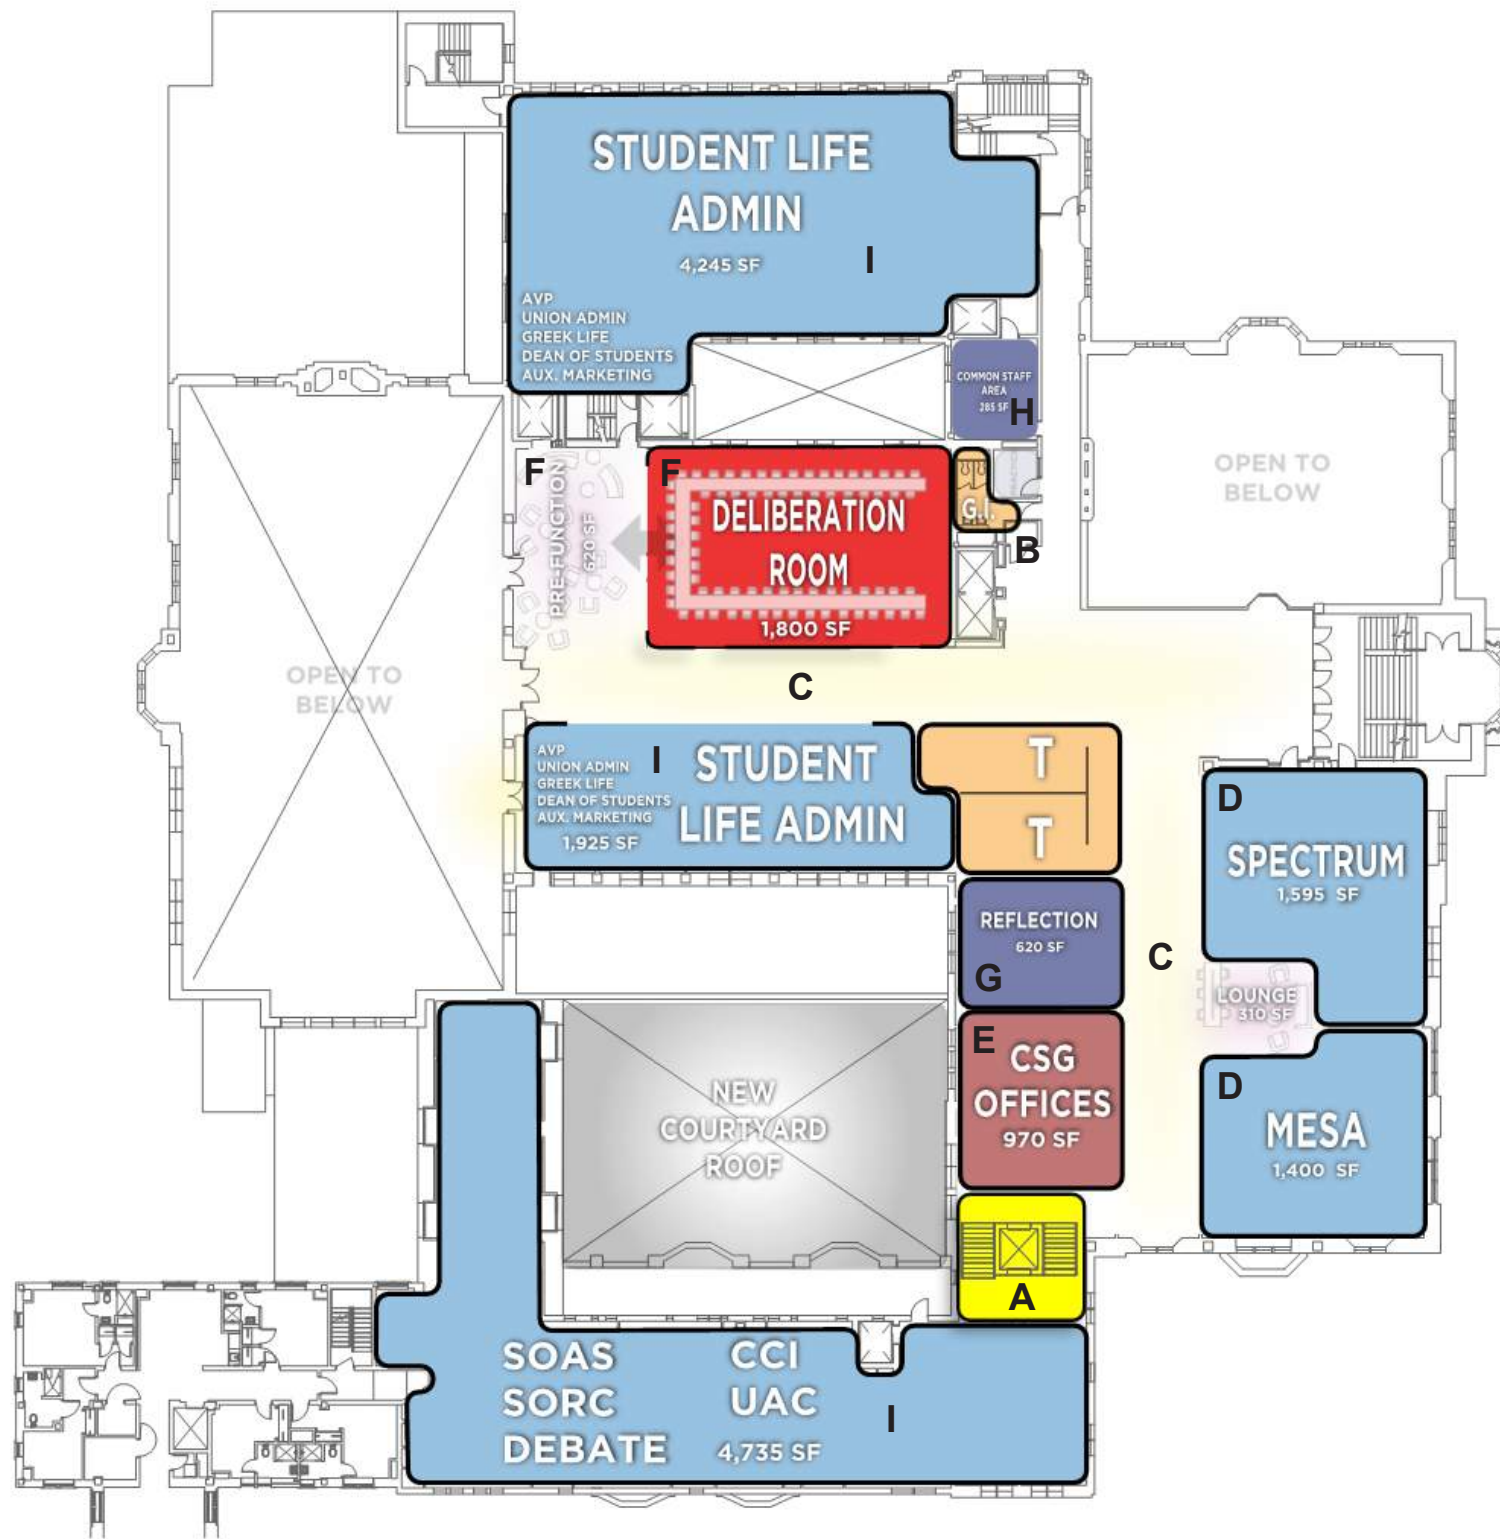 STUDENT LIFE
ADMIN
4,245 SF
I
AVP
UNION ADMIN
GREEK LIFE
DEAN OF STUDENTS
AUX. MARKETING
COMMON STAFF
AREA
285 SF
H
F
PRE-FUNCTION
620 SF
F
DELIBERATION
ROOM
1,800 SF
G.I.
B
OPEN TO
BELOW
OPEN TO
BELOW
C
AVP
UNION ADMIN
GREEK LIFE
DEAN OF STUDENTS
AUX. MARKETING
1,925 SF
I
STUDENT
LIFE ADMIN
T
T
D
SPECTRUM
1,595 SF
REFLECTION
620 SF
G
C
LOUNGE
310 SF
E
CSG
OFFICES
970 SF
D
MESA
1,400 SF
NEW
COURTYARD
ROOF
A
SOAS
SORC
DEBATE
CCI
UAC
4,735 SF
I